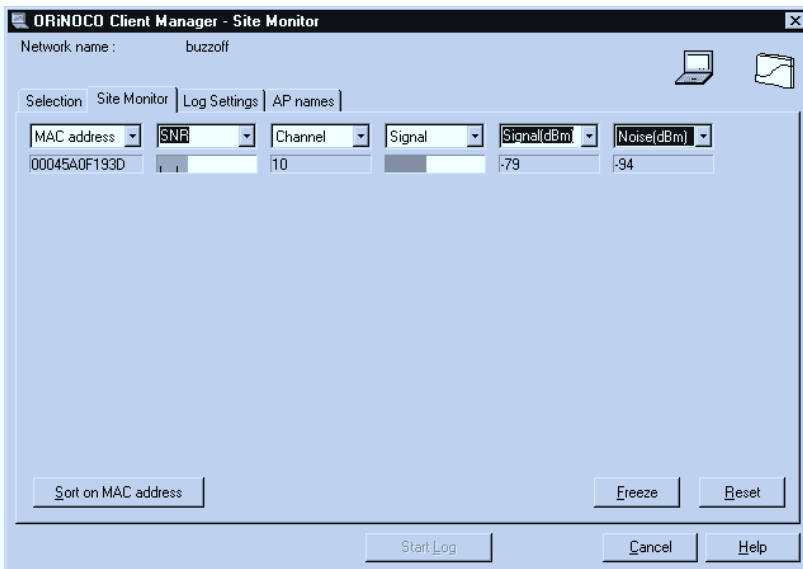 ORiNOCO Client Manager - Site Monitor
Network name : buzzoff
Selection Site Monitor Log Settings AP names
MAC address SNR Channel Signal Signal(dBm) Noise(dBm)
00045A0F193D 10 -79 -94
Sort on MAC address Freeze Reset
Start Log Cancel Help